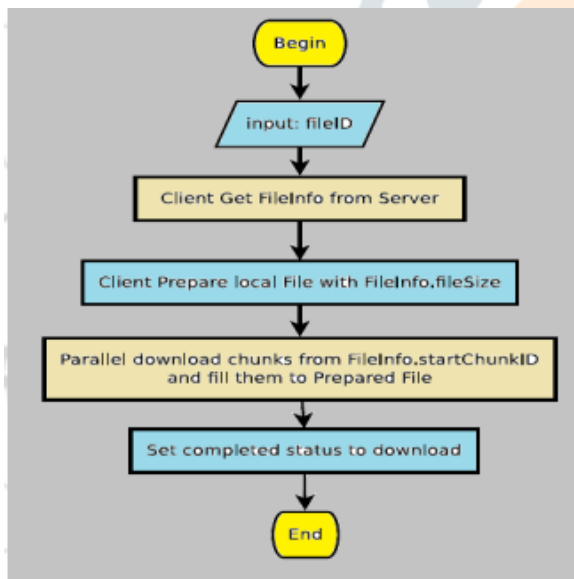 Begin
input: fileID
Client Get FileInfo from Server
Client Prepare local File with FileInfo.fileSize
Parallel download chunks from FileInfo.startChunkID
and fill them to Prepared File
Set completed status to download
End